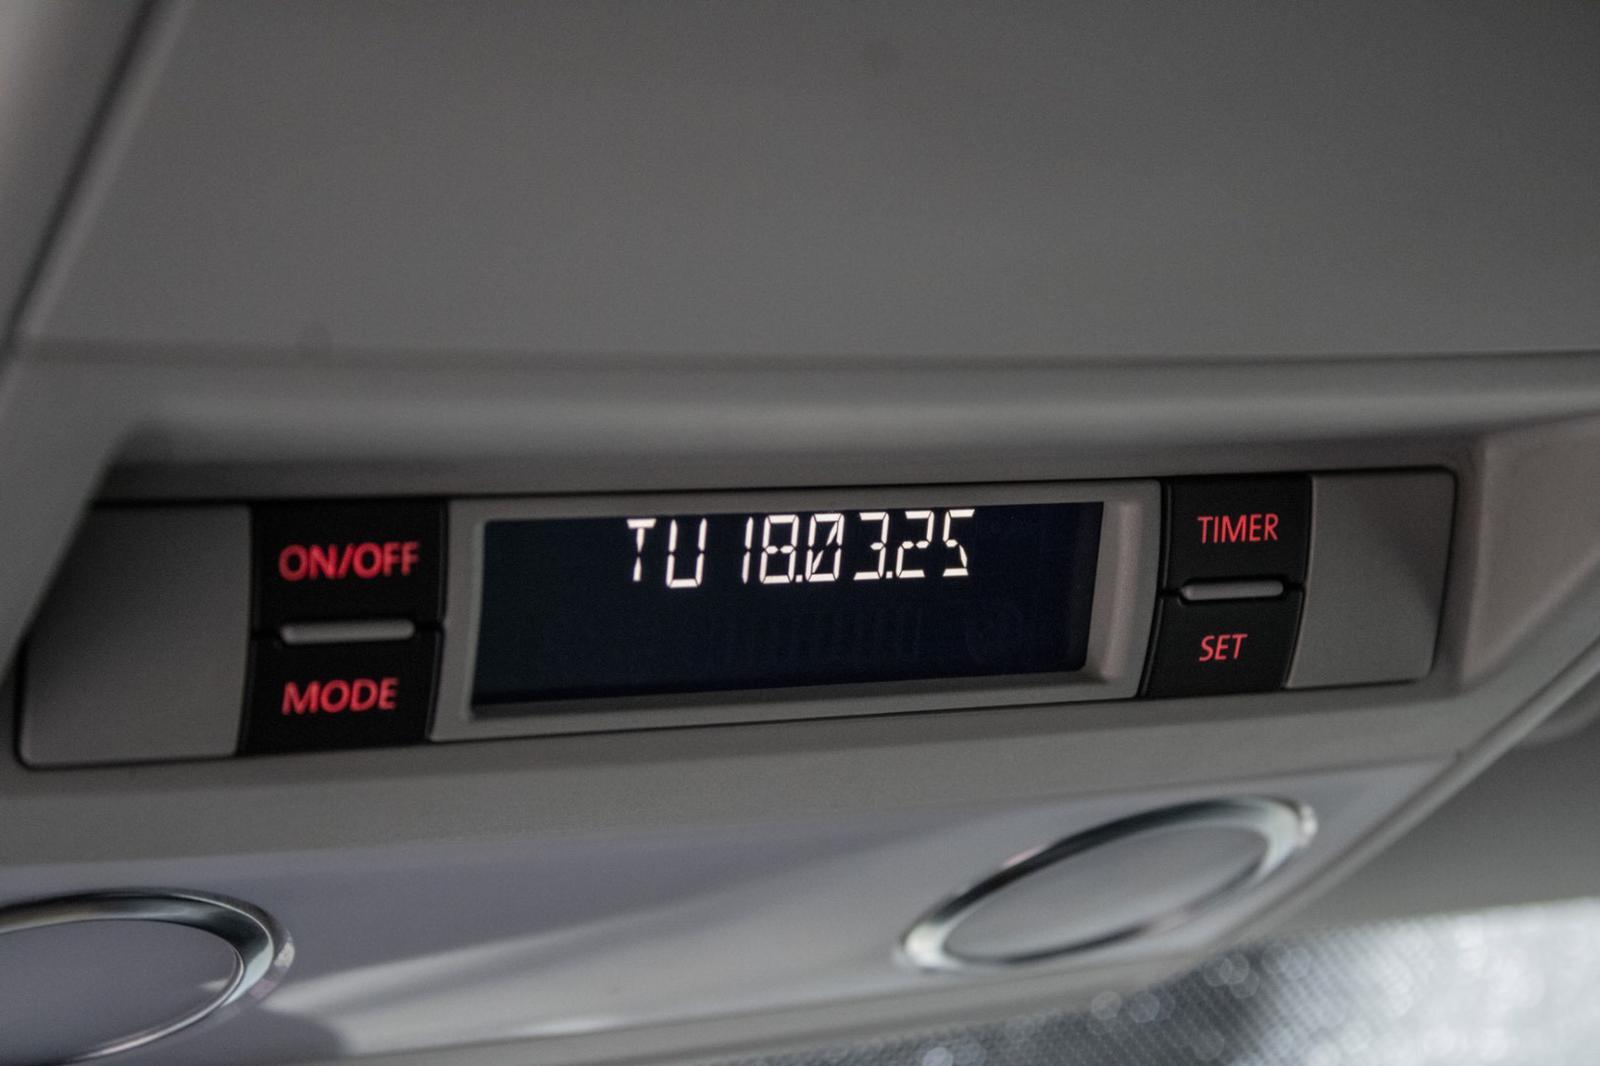 TU 18.03.25
ON/OFF
MODE
TIMER
SET